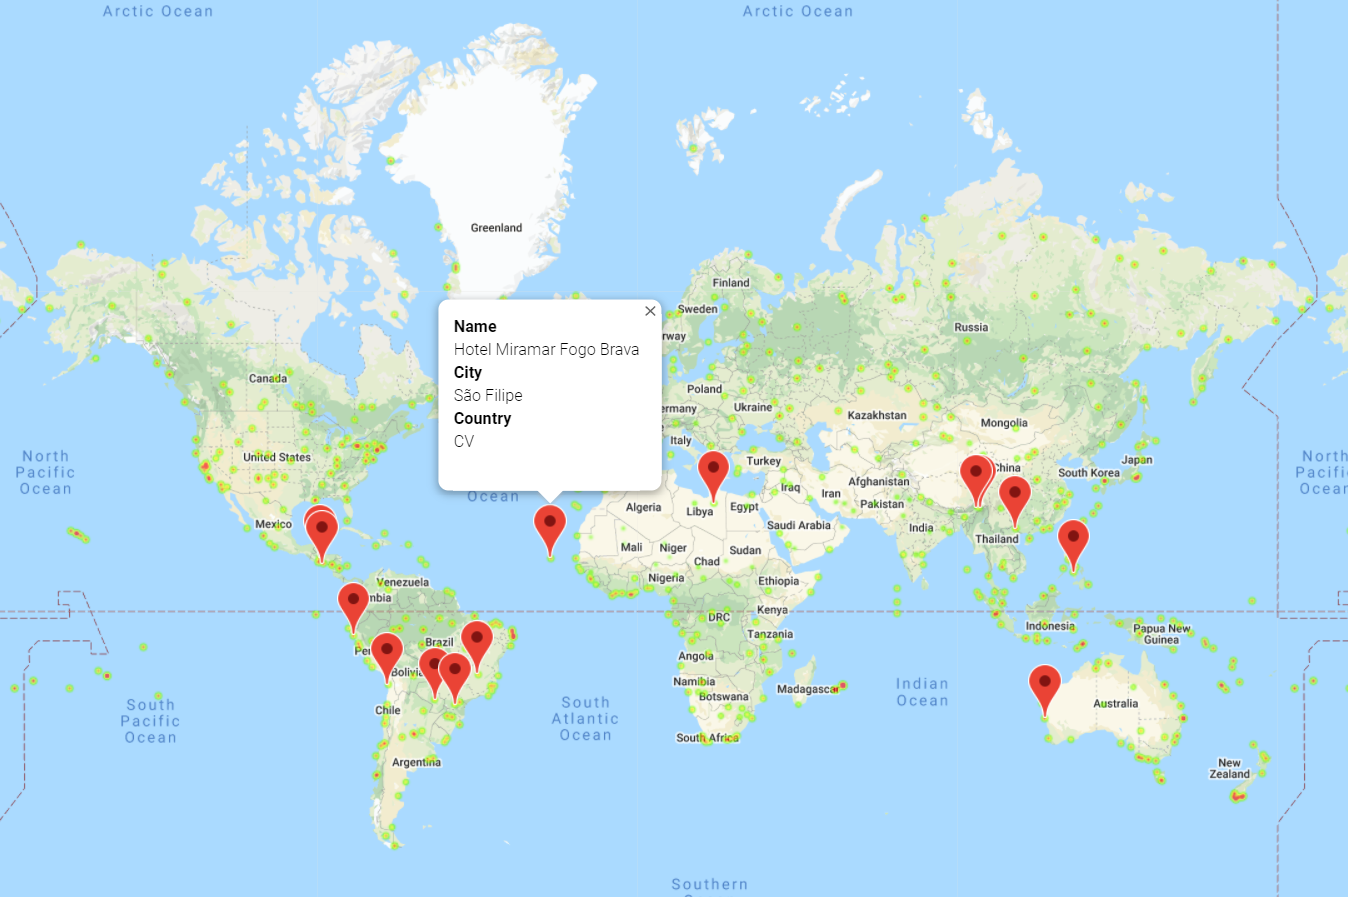 Arctic Ocean
Arctic Ocean
Greenland
Finland
Sweden
rway
Russia
Name
Hotel Miramar Fogo Brava
City
São Filipe
Country
CV
Canada
Poland
ermany
Ukraine
Kazakhstan
Mongolia
Italy
United States
North
Pacific
Ocean
Turkey
China
Japan
South Korea
North
Pacific
Ocean
Ocean
Iraq
Iran
Afghanistan
Pakistan
Algeria
Libya
Egypt
Saudi Arabia
India
Mexico
Mali
Niger
Chad
Sudan
Thailand
Venezuela
Nigeria
Ethiopia
mbia
DRC
Kenya
Tanzania
Indonesia
Papua New
Guinea
Brazil
Pe
Bolivia
Angola
Namibia
Botswana
Madagascar
Indian
Ocean
Australia
South
Pacific
Ocean
Chile
South
Atlantic
Ocean
South Africa
Argentina
New
Zealand
Southern